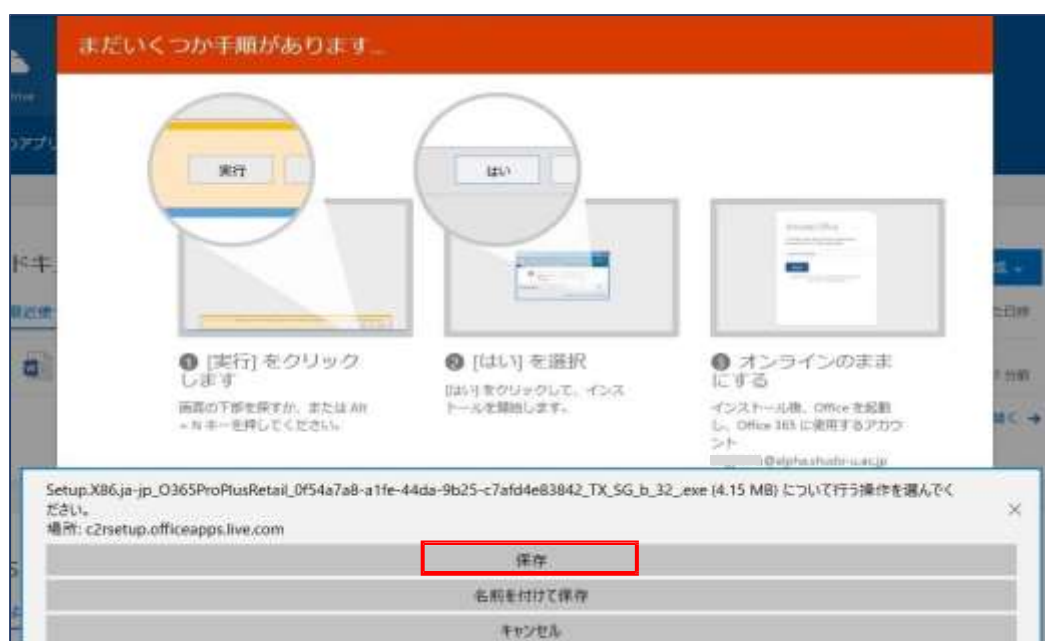 まだいくつか手順があります...
実行
はい
❶ [実行] をクリック
します
画面の下部を探すか、または Alt
+ N キーを押してください。
❷ [はい] を選択
[はい] をクリックして、インス
トールを開始します。
❸ オンラインのまま
にする
インストール後、Office を起動
し、Office 365 に使用するアカウ
ント
Setup.X86.ja-jp_O365ProPlusRetail_0f54a7a8-a1fe-44da-9b25-c7afd4e83842_TX_SG_b_32_.exe (4.15 MB) について行う操作を選んでく
ださい。
場所: c2rsetup.officeapps.live.com
保存
名前を付けて保存
キャンセル